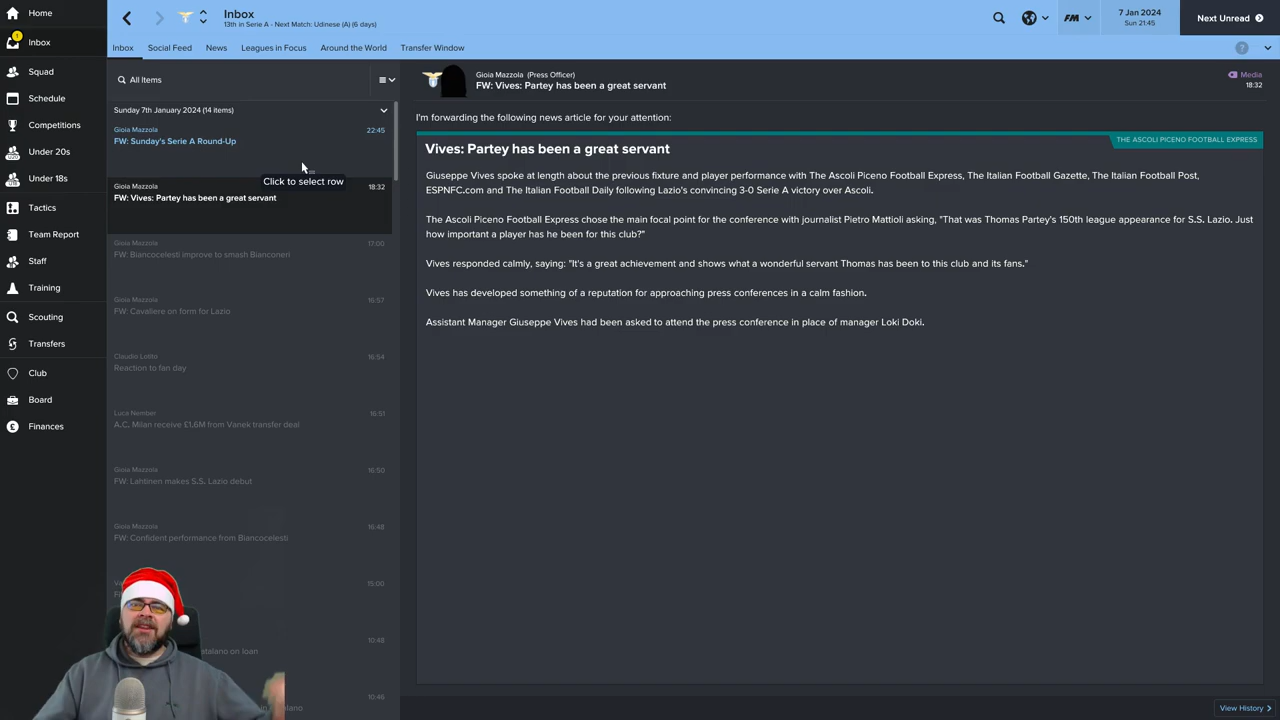 Home
1
Inbox
Squad
Schedule
Competitions
Under 20s
Under 18s
Tactics
Team Report
Staff
Training
Scouting
Transfers
Club
Board
Finances
Inbox
13th in Serie A - Next Match: Udinese (A) (6 days)
FM
7 Jan 2024
Sun 21:45
Next Unread
Inbox
Social Feed
News
Leagues in Focus
Around the World
Transfer Window
?
All Items
Sunday 7th January 2024 (14 items)
Gioia Mazzola 22:45
FW: Sunday's Serie A Round-Up
Click to select row
Gioia Mazzola 18:32
FW: Vives: Partey has been a great servant
Gioia Mazzola 17:00
FW: Biancocelesti improve to smash Bianconeri
Gioia Mazzola 16:57
FW: Cavaliere on form for Lazio
Claudio Lotito 16:54
Reaction to fan day
Luca Nember 16:51
A.C. Milan receive £1.6M from Vanek transfer deal
Gioia Mazzola 16:50
FW: Lahtinen makes S.S. Lazio debut
Gioia Mazzola 16:48
FW: Confident performance from Biancocelesti
15:00
10:48
atalano on loan
10:46
Gioia Mazzola (Press Officer)
FW: Vives: Partey has been a great servant
Media
18:32
I'm forwarding the following news article for your attention:
THE ASCOLI PICENO FOOTBALL EXPRESS
Vives: Partey has been a great servant
Giuseppe Vives spoke at length about the previous fixture and player performance with The Ascoli Piceno Football Express, The Italian Football Gazette, The Italian Football Post,
ESPNFC.com and The Italian Football Daily following Lazio's convincing 3-0 Serie A victory over Ascoli.
The Ascoli Piceno Football Express chose the main focal point for the conference with journalist Pietro Mattioli asking, "That was Thomas Partey's 150th league appearance for S.S. Lazio. Just
how important a player has he been for this club?"
Vives responded calmly, saying: "It's a great achievement and shows what a wonderful servant Thomas has been to this club and its fans."
Vives has developed something of a reputation for approaching press conferences in a calm fashion.
Assistant Manager Giuseppe Vives had been asked to attend the press conference in place of manager Loki Doki.
View History